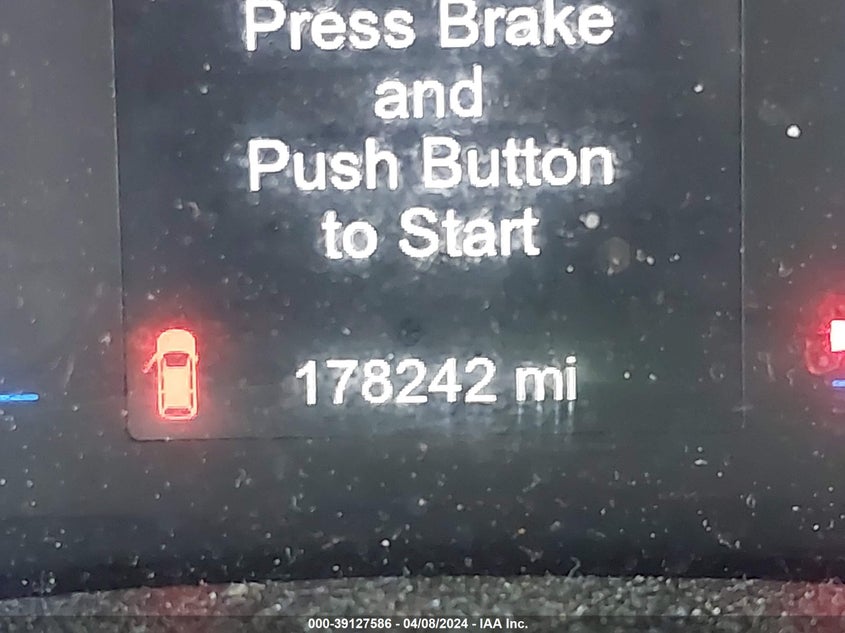 Press Brake
and
Push Button
to Start
178242 mi
000-39127586 - 04/08/2024 - IAA Inc.